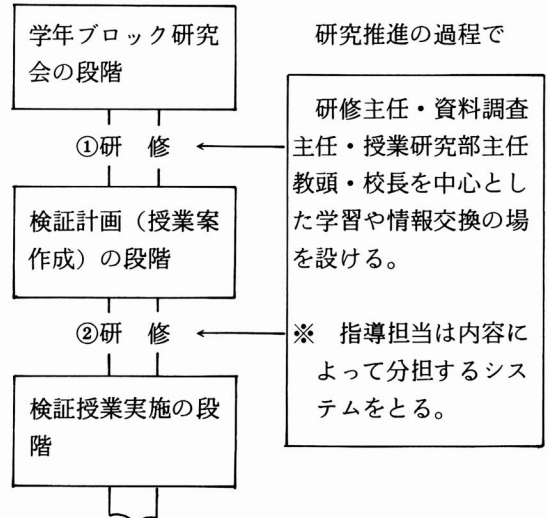 学年ブロック研究
会の段階
①研　修
検証計画（授業案
作成）の段階
②研　修
検証授業実施の段
階
研究推進の過程で
研修主任・資料調査
主任・授業研究部主任
教頭・校長を中心とし
た学習や情報交換の場
を設ける。
※　指導担当は内容に
よって分担するシス
テムをとる。